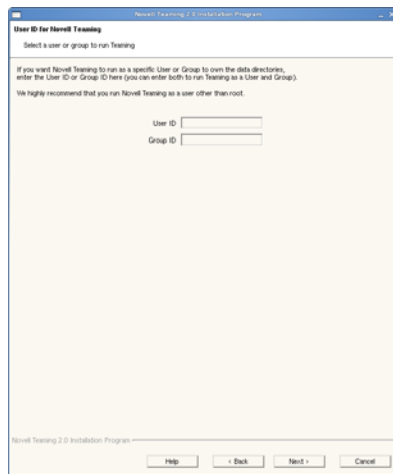 Novell Teaming 2.0 Installation Program
User ID for Novell Teaming
Select a user or group to run Teaming
If you want Novell Teaming to run as a specific User or Group to own the data directories,
enter the User ID or Group ID here (you can enter both to run Teaming as a User and Group).
We highly recommend that you run Novell Teaming as a user other than root.
User ID
Group ID
Novell Teaming 2.0 Installation Program
Help
< Back
Next >
Cancel